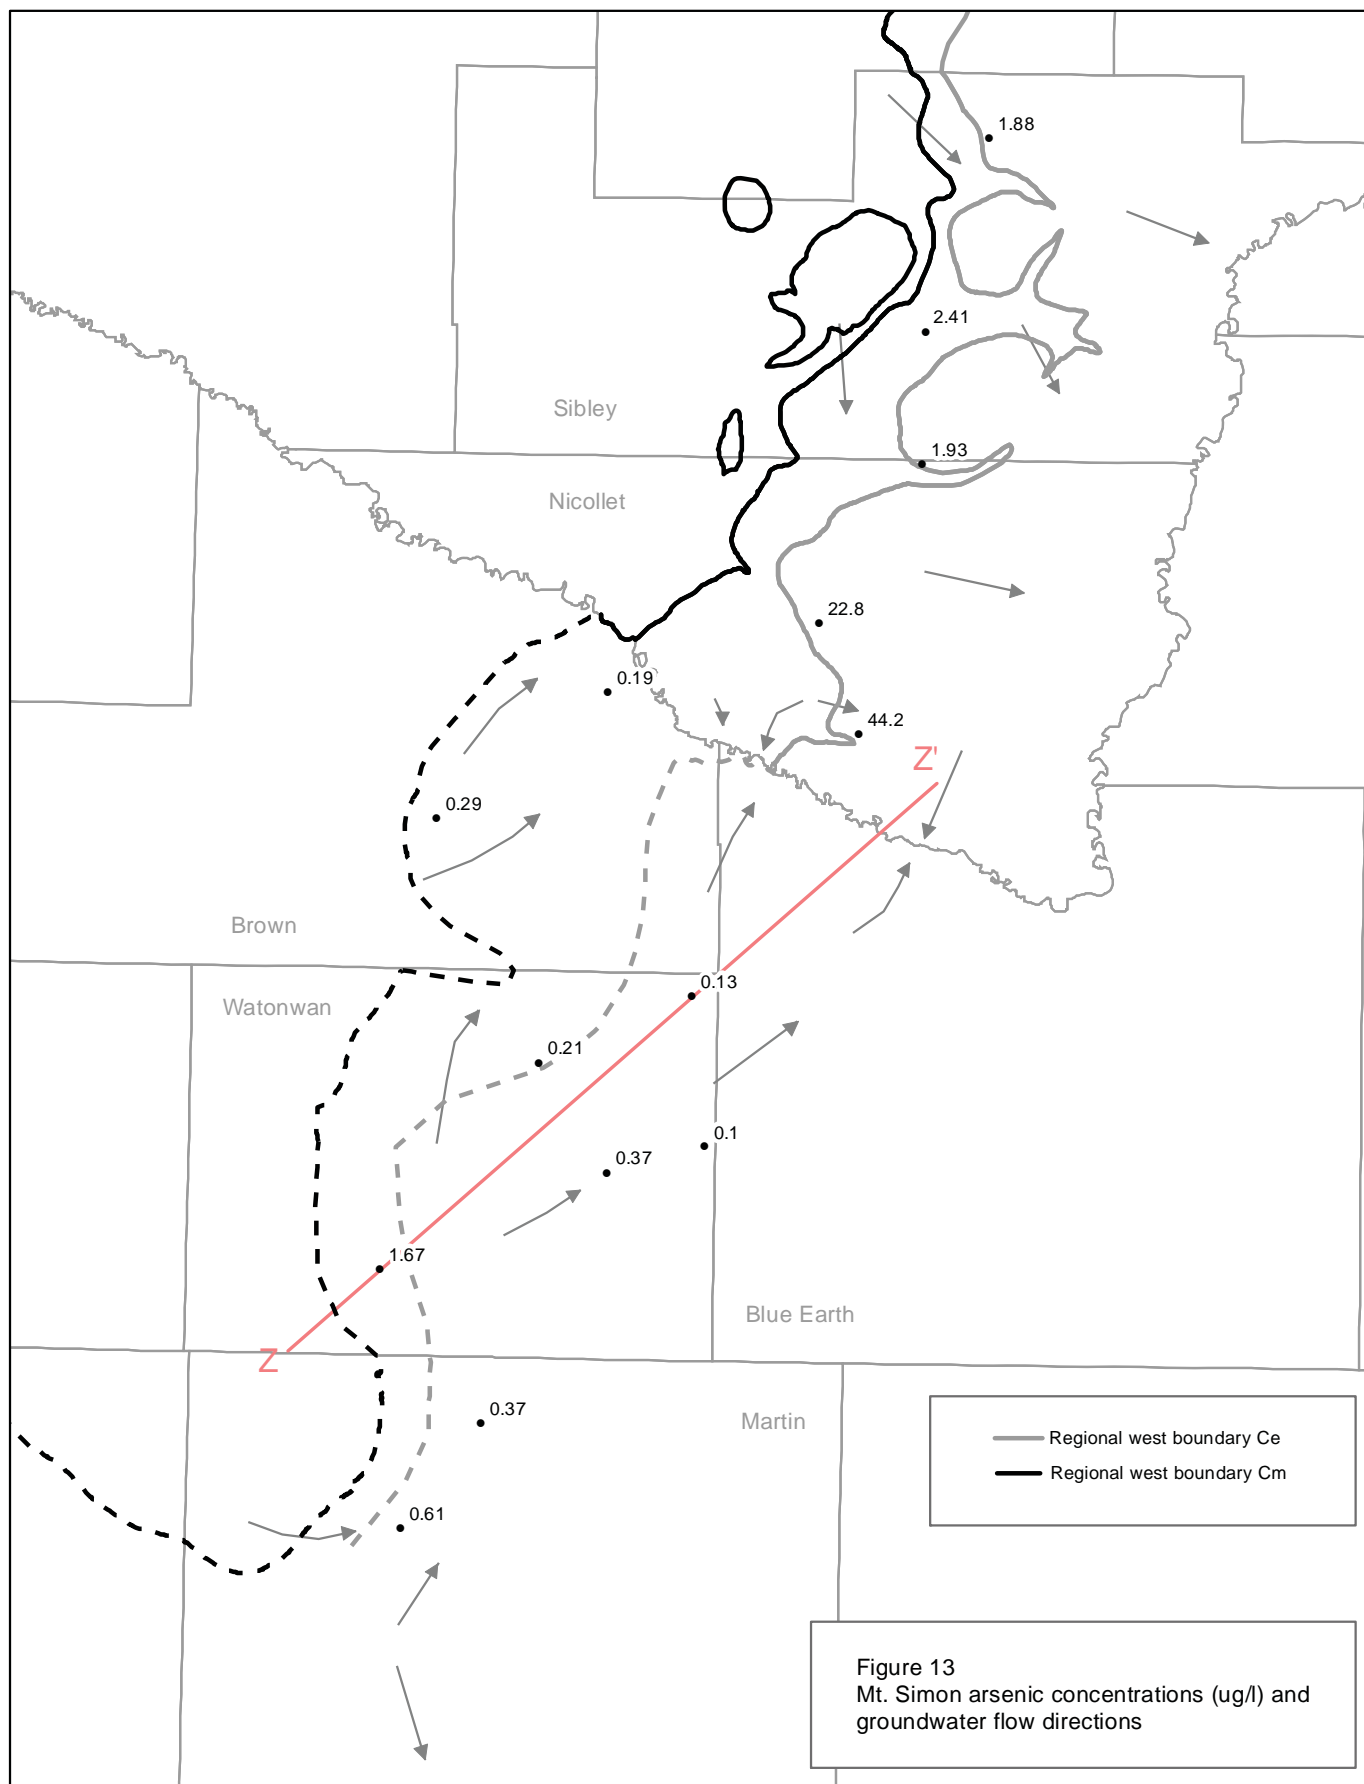 1.88
2.41
Sibley
1.93
Nicollet
22.8
0.19
44.2
Z'
0.29
Brown
0.13
Watonwan
0.21
0.1
0.37
1.67
Blue Earth
Z
0.37
Martin
Regional west boundary Ce
Regional west boundary Cm
0.61
Figure 13
Mt. Simon arsenic concentrations (ug/l) and
groundwater flow directions